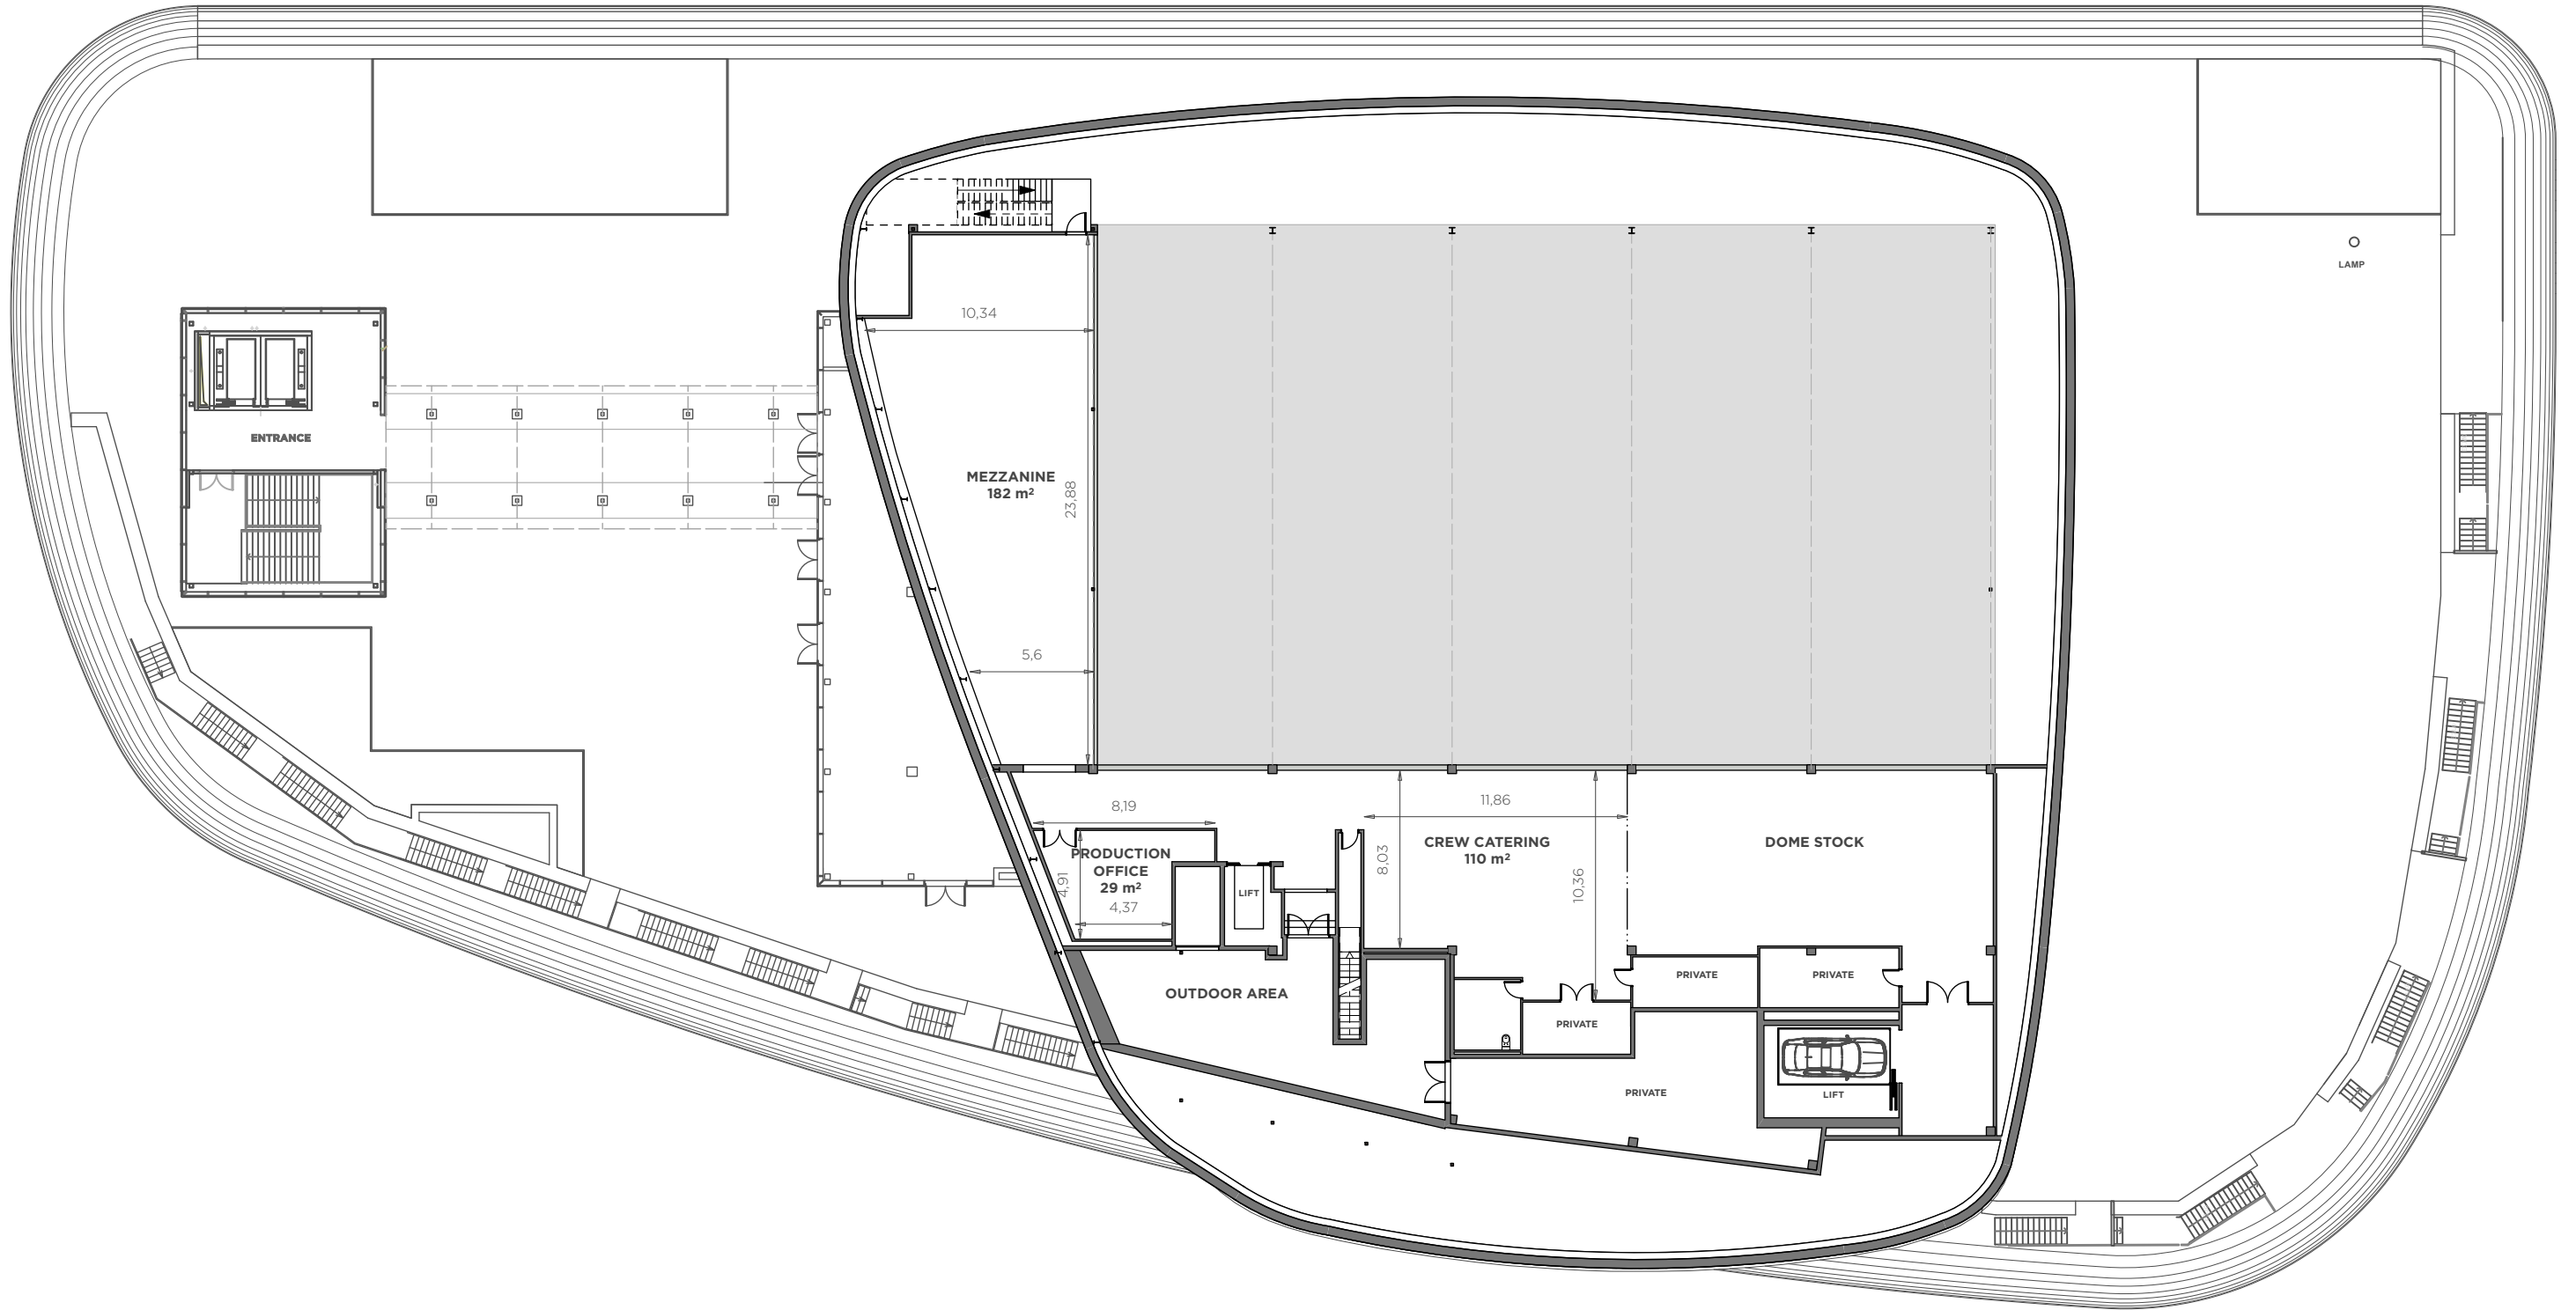 LAMP
10,34
ENTRANCE
MEZZANINE
182 m²
23,88
5,6
8,19
11,86
PRODUCTION
OFFICE
29 m²
4,91
4,37
LIFT
8,03
CREW CATERING
110 m²
10,36
DOME STOCK
OUTDOOR AREA
PRIVATE
PRIVATE
PRIVATE
PRIVATE
LIFT